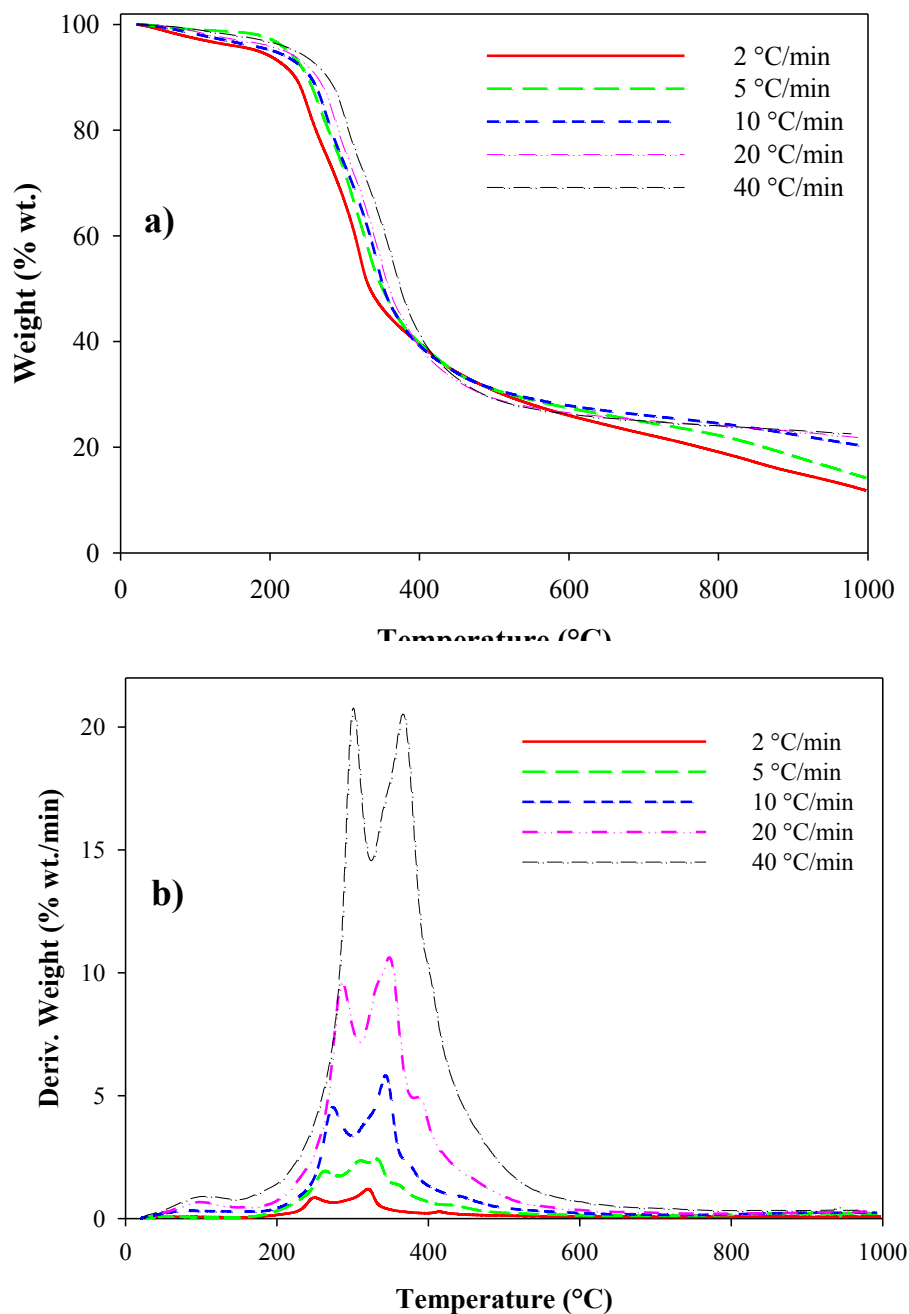 100
80
60
40
20
0
Weight (% wt.)
a)
2 °C/min
5 °C/min
10 °C/min
20 °C/min
40 °C/min
0 200 400 600 800 1000
Temperature (°C)
20
15
10
5
0
Deriv. Weight (% wt./min)
b)
2 °C/min
5 °C/min
10 °C/min
20 °C/min
40 °C/min
0 200 400 600 800 1000
Temperature (°C)